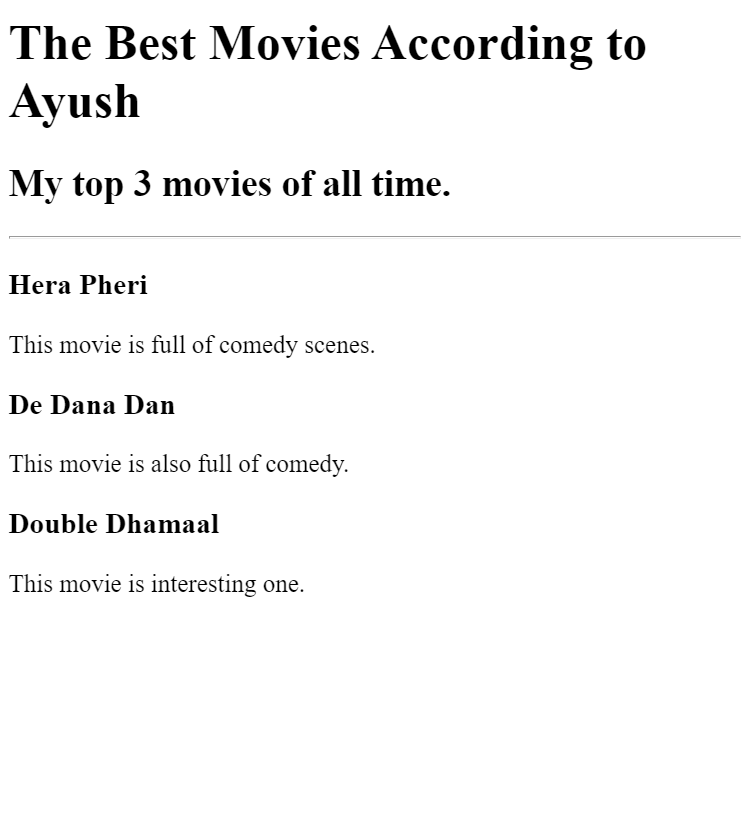 The Best Movies According to
Ayush
My top 3 movies of all time.
Hera Pheri
This movie is full of comedy scenes.
De Dana Dan
This movie is also full of comedy.
Double Dhamaal
This movie is interesting one.